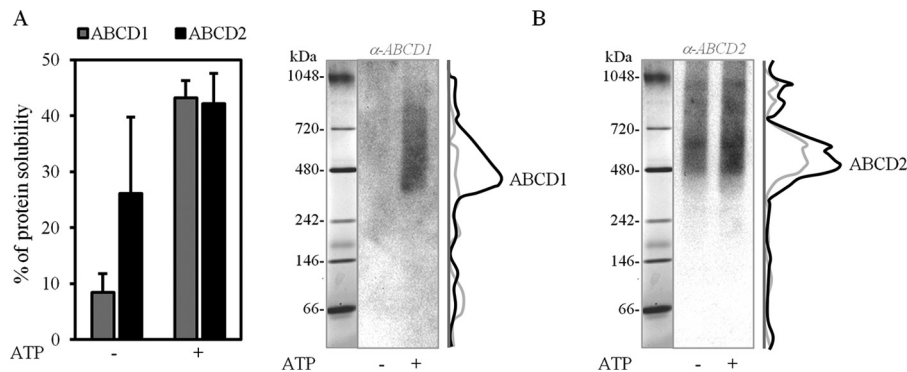 A
ABCD1 ABCD2
% of protein solubility
50
40
30
20
10
0
ATP - +
α-ABCD1
kDa
1048-
720-
480-
242-
146-
66-
ABCD1
ATP - +
B
α-ABCD2
kDa
1048-
720-
480-
242-
146-
66-
ABCD2
ATP - +